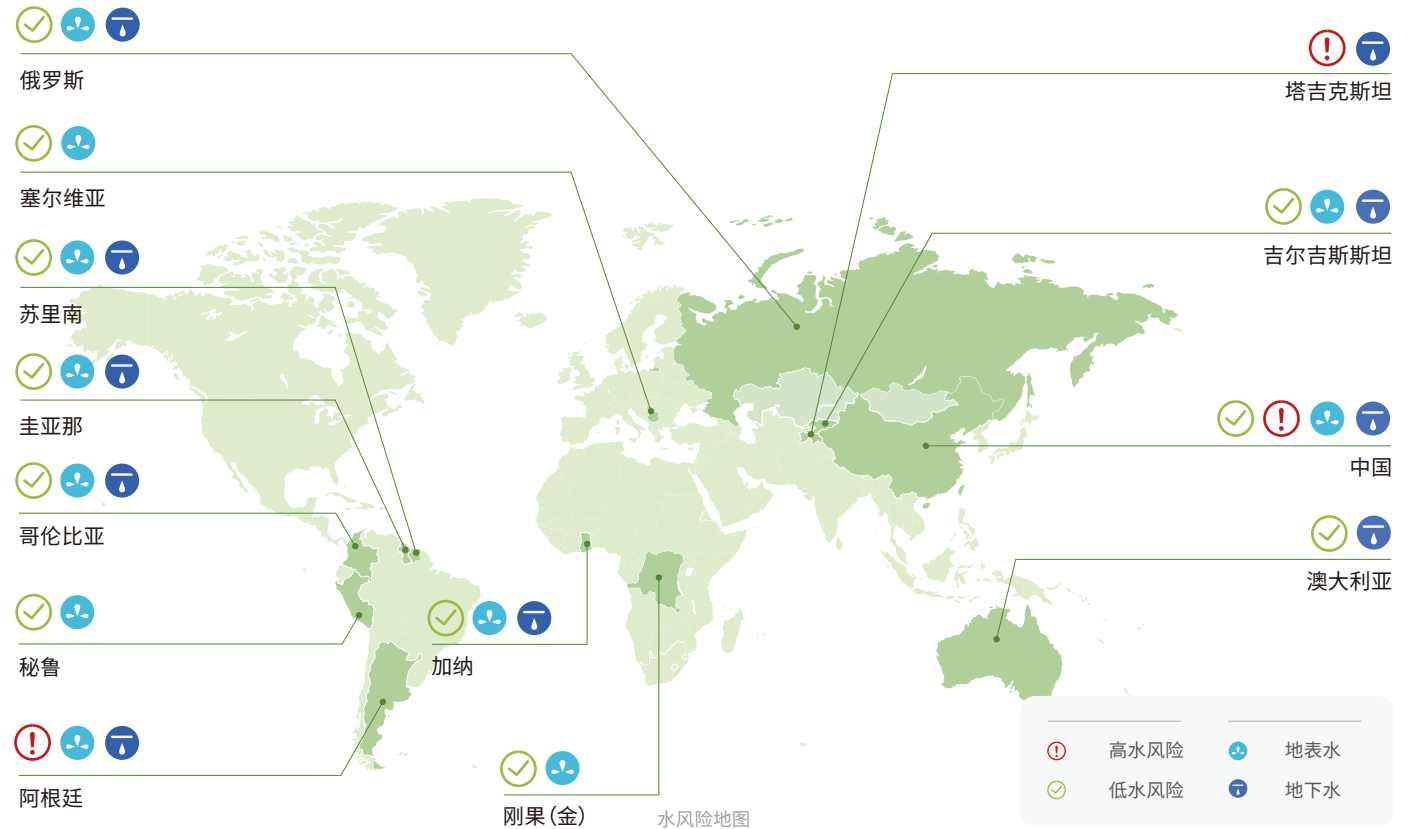 俄罗斯
塞尔维亚
苏里南
圭亚那
哥伦比亚
秘鲁
阿根廷
加纳
刚果（金）
塔吉克斯坦
吉尔吉斯斯坦
中国
澳大利亚
高水风险
地表水
低水风险
地下水
水风险地图